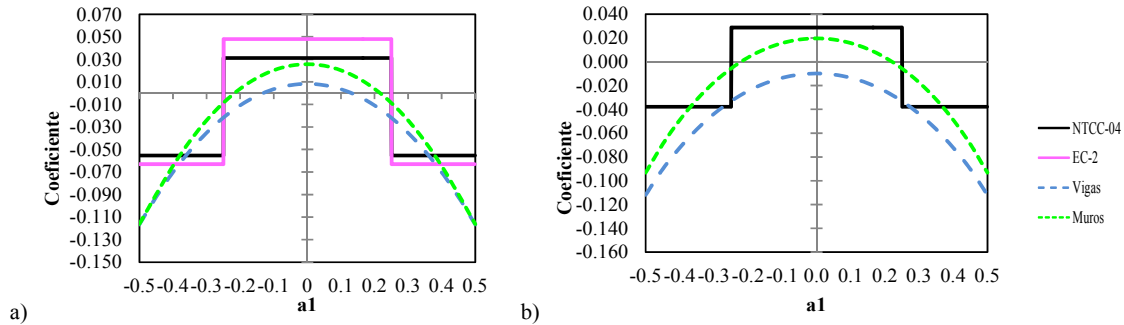 0.070
0.050
0.030
0.010
-0.010
-0.030
-0.050
-0.070
-0.090
-0.110
-0.130
-0.150
Coeficiente
-0.5 -0.4 -0.3 -0.2 -0.1 0 0.1 0.2 0.3 0.4 0.5
a1
a)
0.040
0.020
0.000
-0.020
-0.040
-0.060
-0.080
-0.100
-0.120
-0.140
-0.160
Coeficiente
-0.5 -0.4 -0.3 -0.2 -0.1 0.0 0.1 0.2 0.3 0.4 0.5
a1
b)
NTCC-04
EC-2
Vigas
Muros